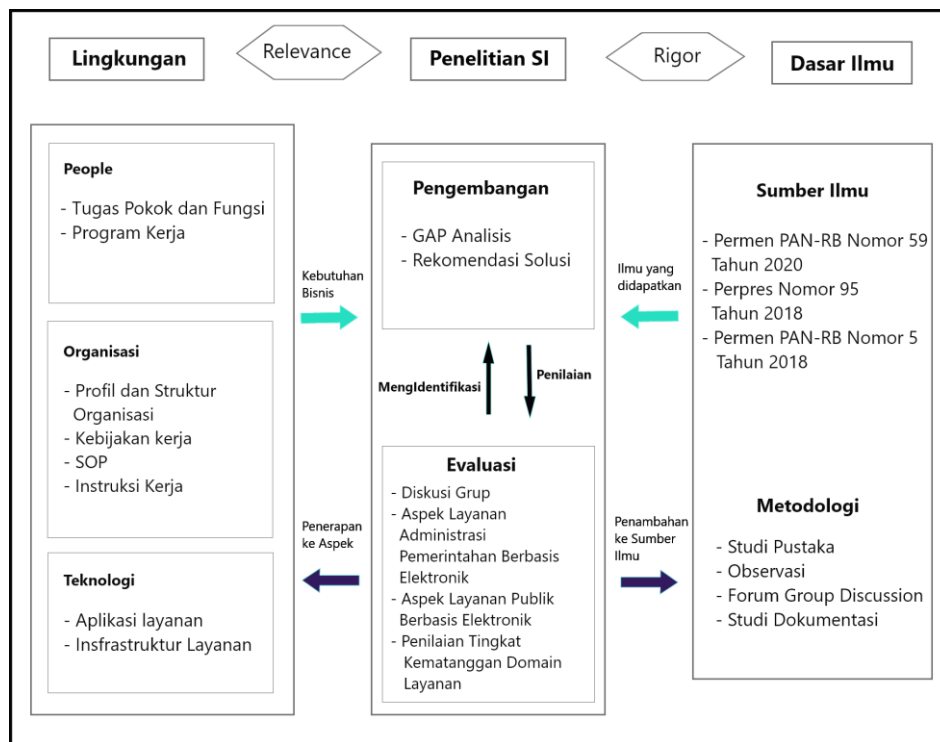 Lingkungan
Relevance
Penelitian SI
Rigor
Dasar Ilmu
People
- Tugas Pokok dan Fungsi
- Program Kerja
Organisasi
- Profil dan Struktur
Organisasi
- Kebijakan kerja
- SOP
- Instruksi Kerja
Teknologi
- Aplikasi layanan
- Insfrastruktur Layanan
Kebutuhan
Bisnis
Penerapan
ke Aspek
Pengembangan
- GAP Analisis
- Rekomendasi Solusi
MengIdentifikasi
Penilaian
Evaluasi
- Diskusi Grup
- Aspek Layanan
Administrasi
Pemerintahan Berbasis
Elektronik
- Aspek Layanan Publik
Berbasis Elektronik
- Penilaian Tingkat
Kematanggan Domain
Layanan
Ilmu yang
didapatkan
Penambahan
ke Sumber
Ilmu
Sumber Ilmu
- Permen PAN-RB Nomor 59
Tahun 2020
- Perpres Nomor 95
Tahun 2018
- Permen PAN-RB Nomor 5
Tahun 2018
Metodologi
- Studi Pustaka
- Observasi
- Forum Group Discussion
- Studi Dokumentasi